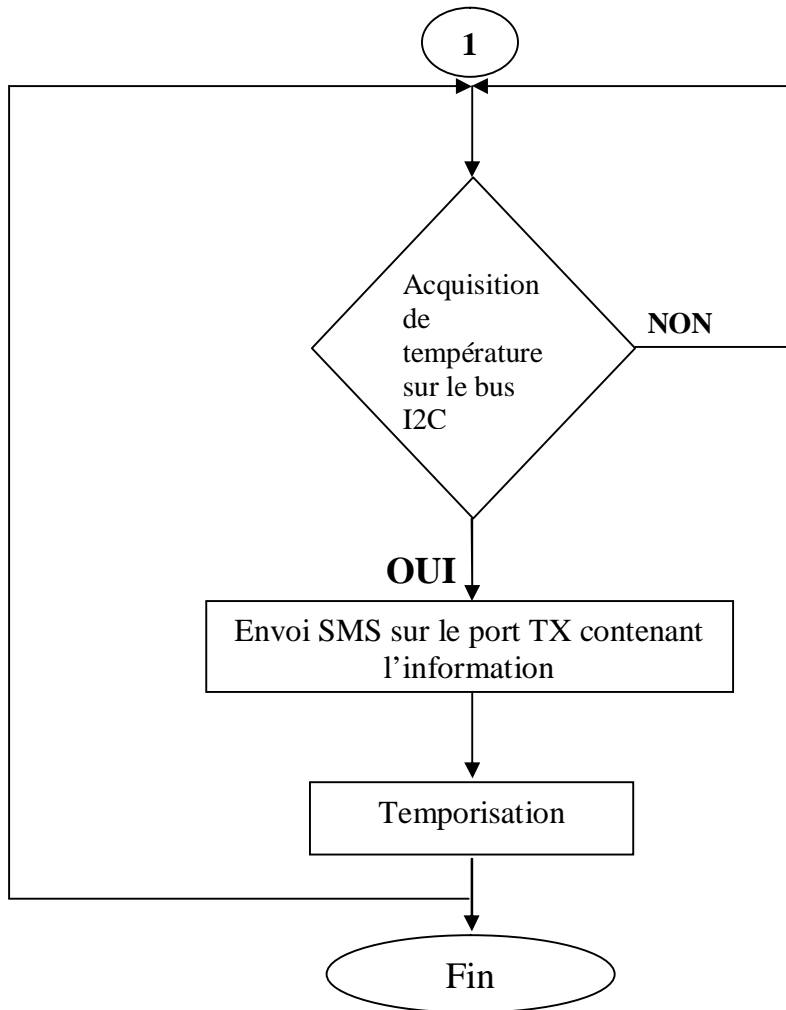 1
Acquisition
de
température
sur le bus
I2C
NON
OUI
Envoi SMS sur le port TX contenant
l’information
Temporisation
Fin